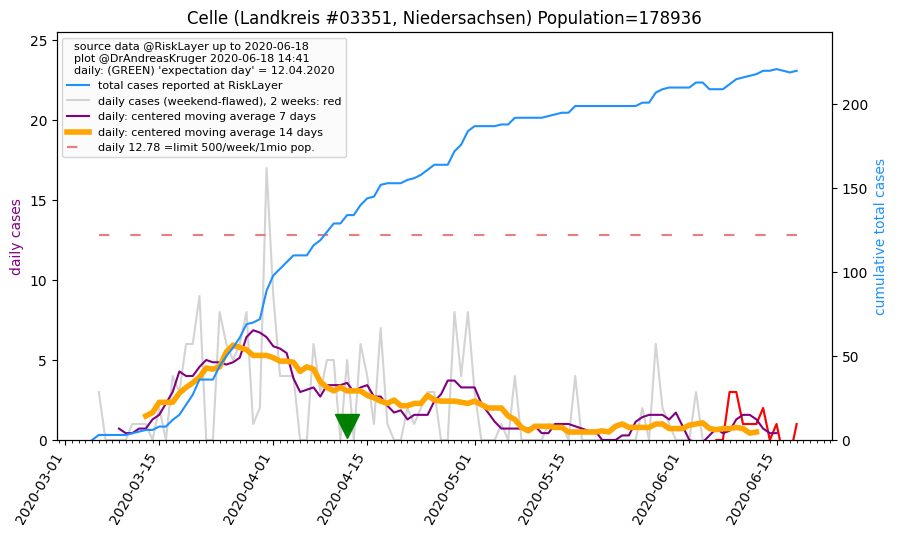 Celle (Landkreis #03351, Niedersachsen) Population=178936
source data @RiskLayer up to 2020-06-18
plot @DrAndreasKruger 2020-06-18 14:41
daily: (GREEN) 'expectation day' = 12.04.2020
total cases reported at RiskLayer
daily cases (weekend-flawed), 2 weeks: red
daily: centered moving average 7 days
daily: centered moving average 14 days
daily 12.78 =limit 500/week/1mio pop.
daily cases
25
20
15
10
5
0
cumulative total cases
200
150
100
50
0
2020-03-01
2020-03-15
2020-04-01
2020-04-15
2020-05-01
2020-05-15
2020-06-01
2020-06-15